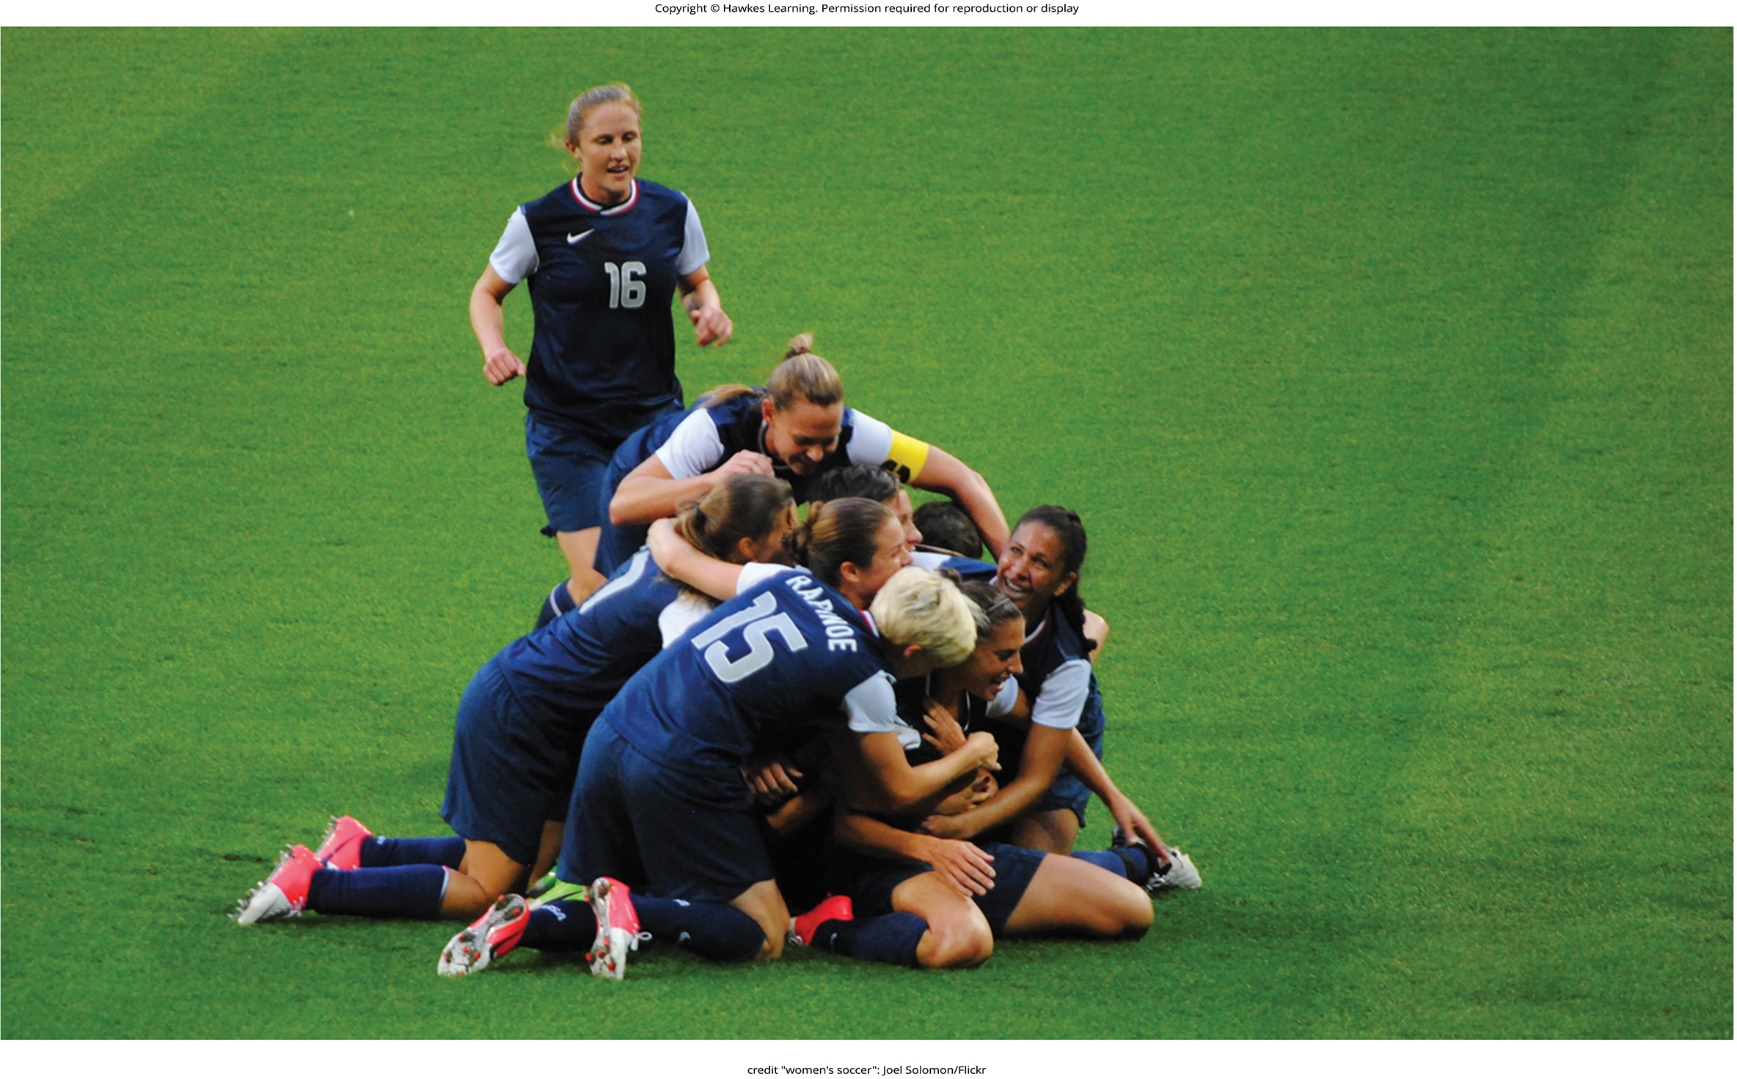 Copyright © Hawkes Learning. Permission required for reproduction or display
16
RAPINOE
15
credit "women's soccer": Joel Solomon/Flickr